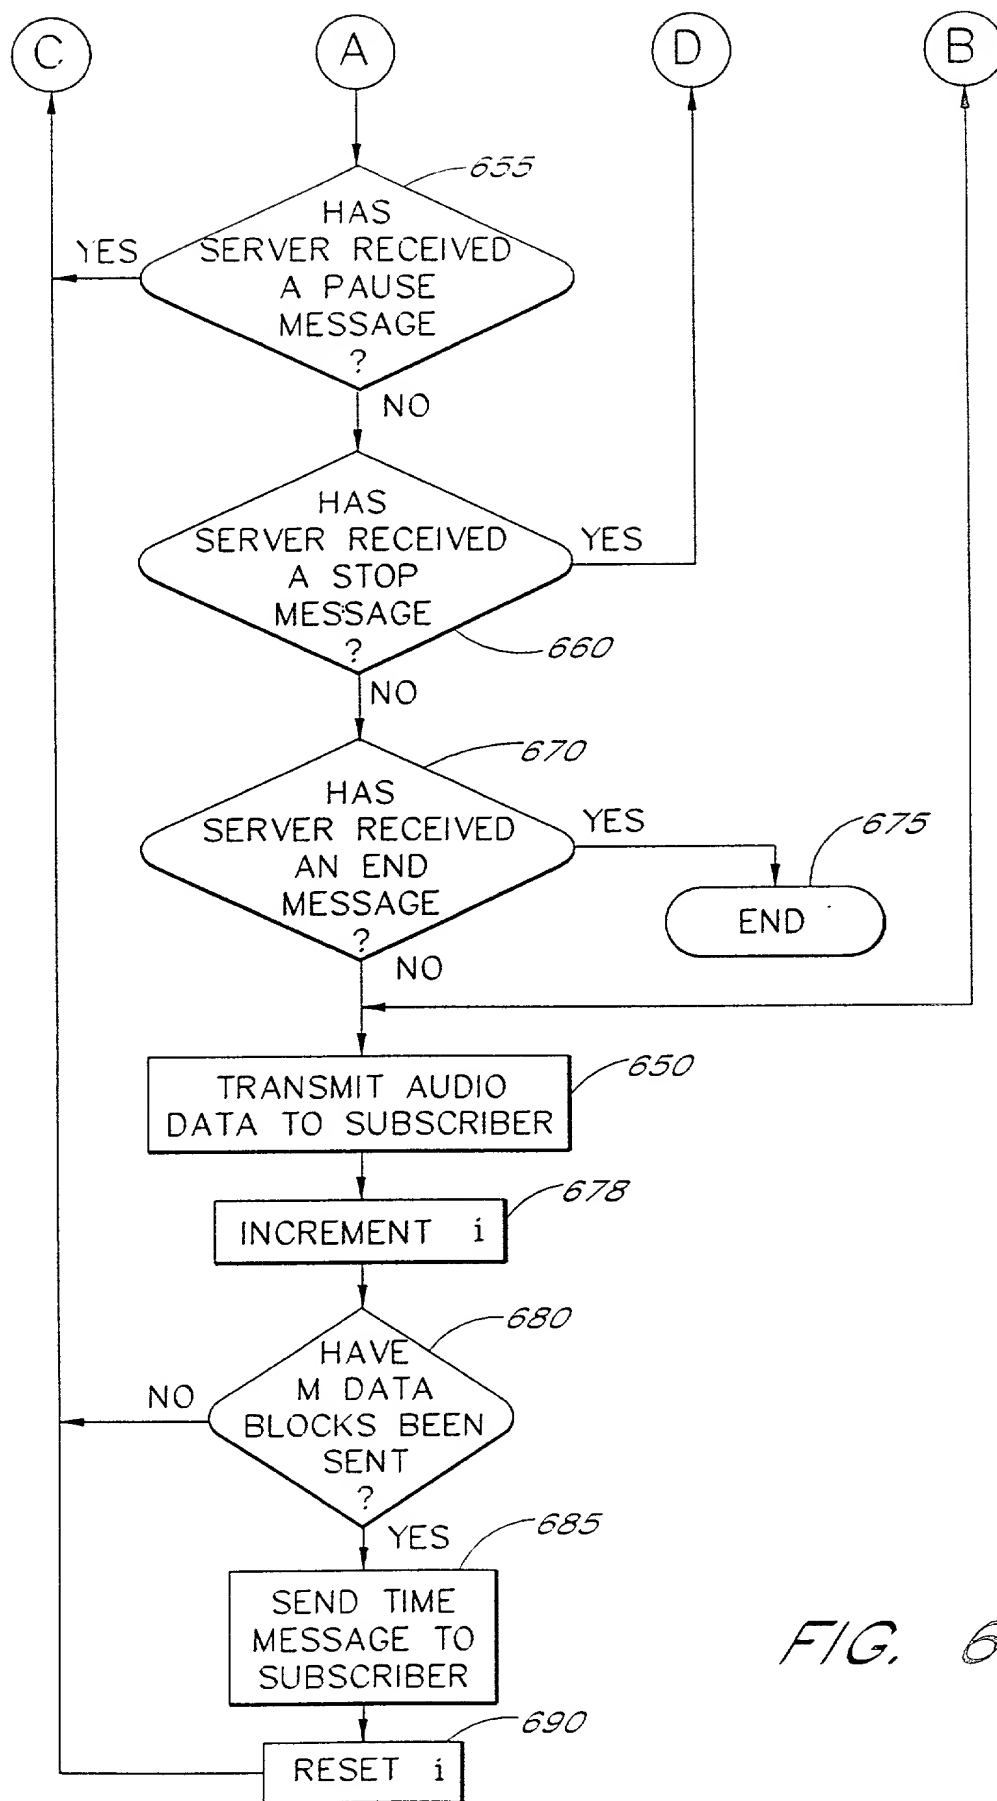 C
A
D
B
655
HAS
SERVER RECEIVED
A PAUSE
MESSAGE
?
YES
NO
HAS
SERVER RECEIVED
A STOP
MESSAGE
?
YES
660
NO
670
HAS
SERVER RECEIVED
AN END
MESSAGE
?
YES
675
END
NO
650
TRANSMIT AUDIO
DATA TO SUBSCRIBER
678
INCREMENT i
680
HAVE
M DATA
BLOCKS BEEN
SENT
?
NO
YES
685
SEND TIME
MESSAGE TO
SUBSCRIBER
690
RESET i
FIG. 6